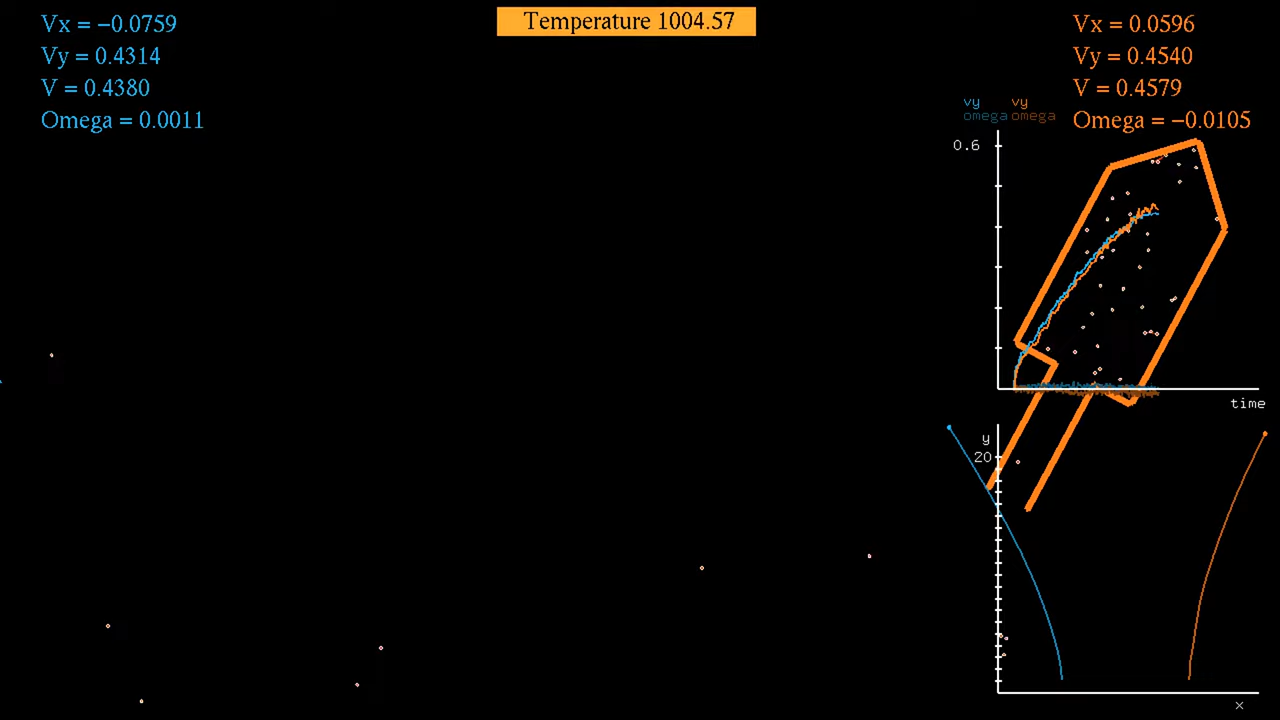 Temperature 1004.57
Vx = −0.0759
Vy = 0.4314
V = 0.4380
Omega = 0.0011
Vx = 0.0596
Vy = 0.4540
V = 0.4579
Omega = −0.0105
vy vy
omega omega
0.6
time
y
20
x